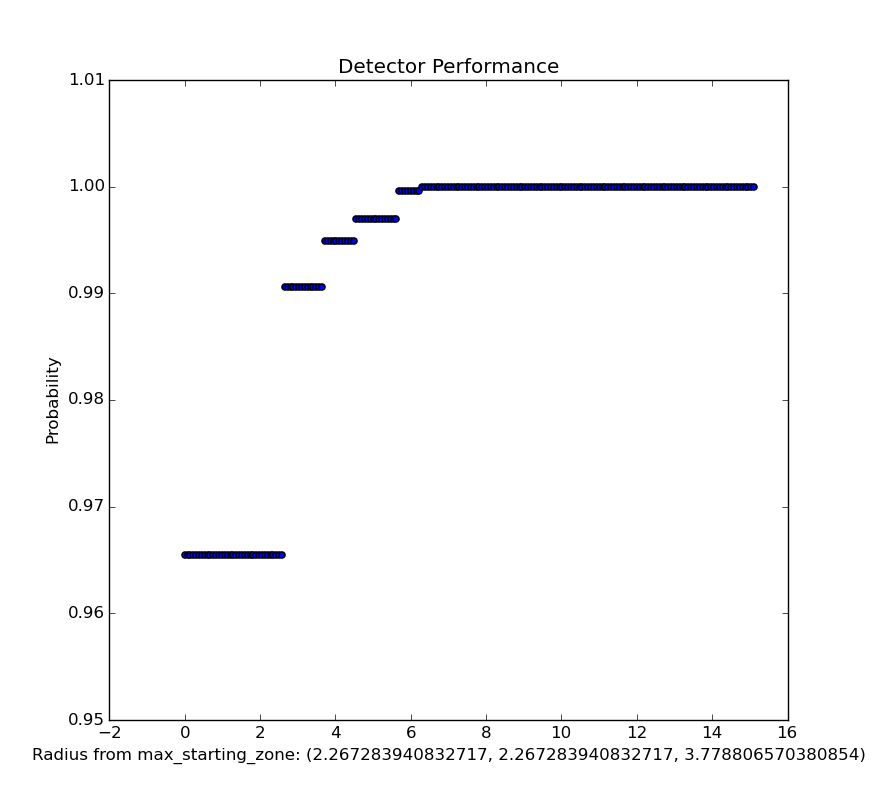 Detector Performance
1.01
1.00
0.99
0.98
0.97
0.96
0.95
Probability
−2 0 2 4 6 8 10 12 14 16
Radius from max_starting_zone: (2.267283940832717, 2.267283940832717, 3.778806570380854)